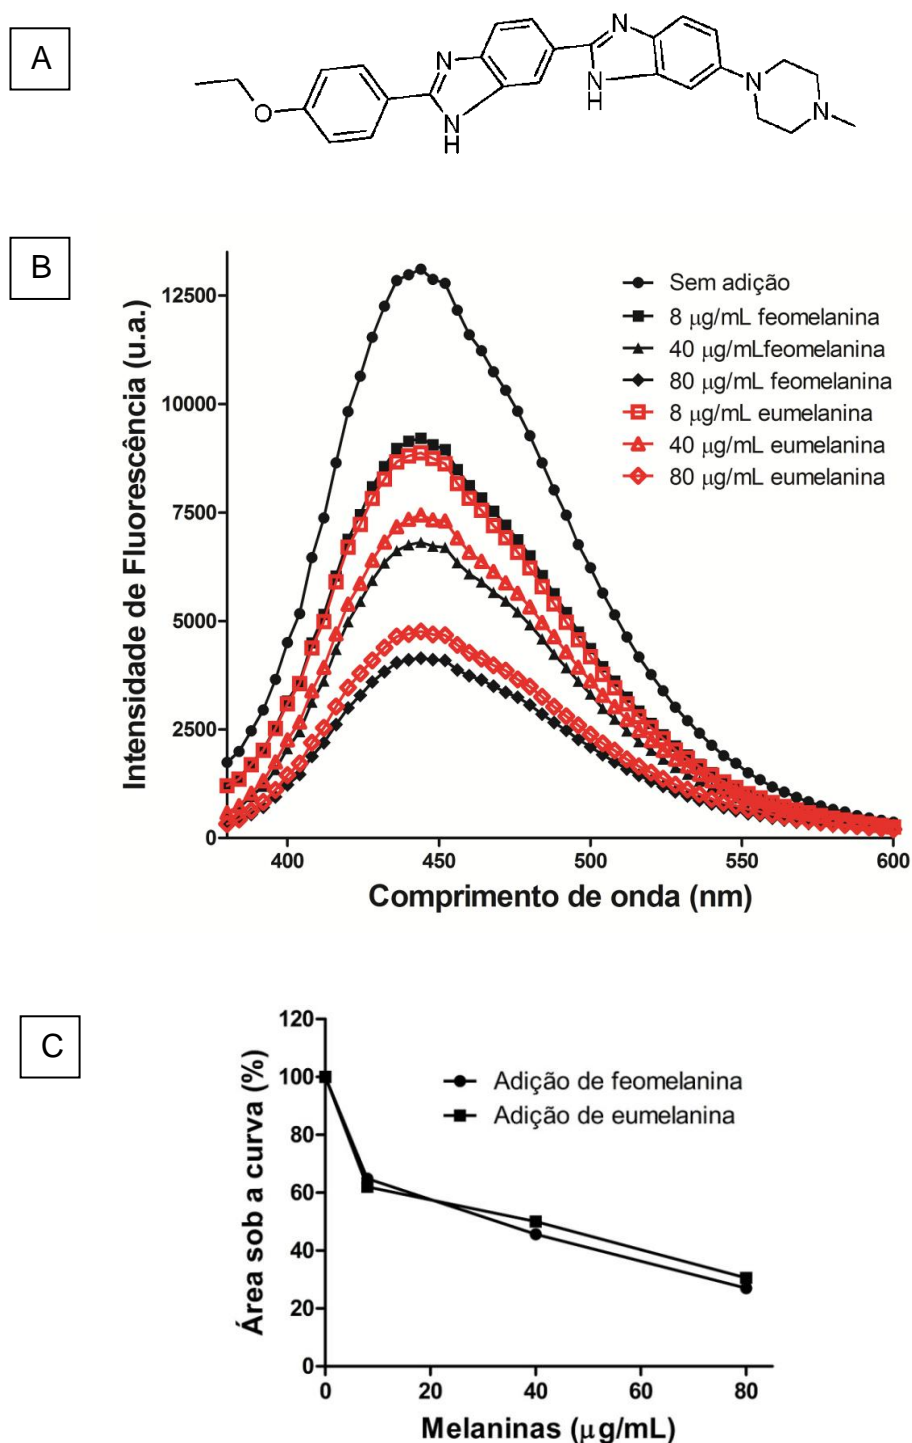 A
N
N
H
O
N
N
H
N
N
B
Intensidade de Fluorescência (u.a.)
12500
10000
7500
5000
2500
0
Sem adição
8 μg/mL feomelanina
40 μg/mLfeomelanina
80 μg/mL feomelanina
8 μg/mL eumelanina
40 μg/mL eumelanina
80 μg/mL eumelanina
400 450 500 550 600
Comprimento de onda (nm)
C
Área sob a curva (%)
120
100
80
60
40
20
0
Adição de feomelanina
Adição de eumelanina
0 20 40 60 80
Melaninas (μg/mL)